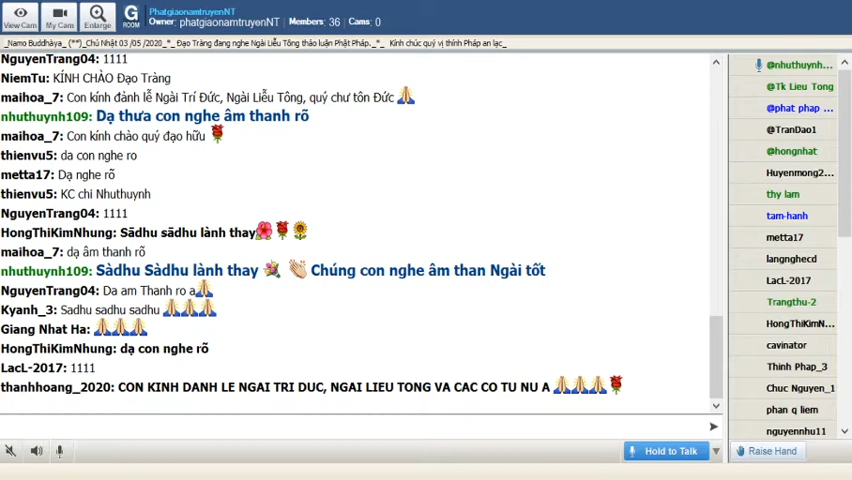 View Cam
My Cam
Enlarge
G
ROOM
PhatgiaonamtruyenNT
Owner: phatgiaonamtruyenNT | Members: 36 | Cams: 0
_Namo Buddhàya_ (**)_Chủ Nhật 03 /05 /2020_*_ Đạo Tràng đang nghe Ngài Liễu Tông thảo luận Phật Pháp._*_ Kính chúc quý vị thính Pháp an lạc_
NguyenTrang04: 1111
NiemTu: KÍNH CHÀO Đạo Tràng
maihoa_7: Con kính đảnh lễ Ngài Trí Đức, Ngài Liễu Tông, quý chư tôn Đức 🙏
nhuthuynh109: Dạ thưa con nghe âm thanh rõ
maihoa_7: Con kính chào quý đạo hữu 🌹
thienvu5: da con nghe ro
metta17: Dạ nghe rõ
thienvu5: KC chi Nhuthuynh
NguyenTrang04: 1111
HongThiKimNhung: Sādhu sādhu lành thay🌺🌹🌻
maihoa_7: dạ âm thanh rõ
nhuthuynh109: Sàdhu Sàdhu lành thay 💐 👏 Chúng con nghe âm than Ngài tốt
NguyenTrang04: Da am Thanh ro a🙏
Kyanh_3: Sadhu sadhu sadhu 🙏🙏🙏
Giang Nhat Ha: 🙏🙏🙏
HongThiKimNhung: dạ con nghe rõ
LacL-2017: 1111
thanhhoang_2020: CON KINH DANH LE NGAI TRI DUC, NGAI LIEU TONG VA CAC CO TU NU A 🙏🙏🙏🌹
@nhuthuynh...
@Tk Lieu Tong
@phat phap ...
@TranDao1
@hongnhat
Huyenmong2...
thy lam
tam-hanh
metta17
langnghecd
LacL-2017
Trangthu-2
HongThiKimN...
cavinator
Thinh Phap_3
Chuc Nguyen_1
phan q liem
nguyennhu11
Hold to Talk
Raise Hand